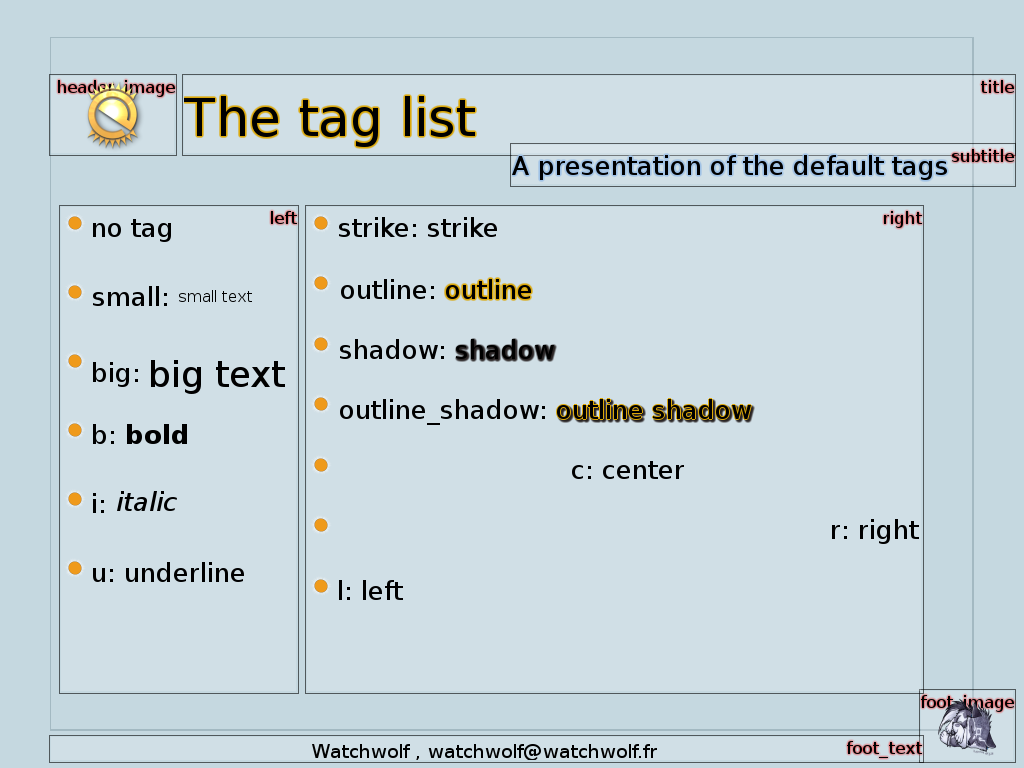 header_image
title
The tag list
subtitle
A presentation of the default tags
left
no tag
small: small text
big: big text
b: bold
i: italic
u: underline
right
strike: strike
outline: outline
shadow: shadow
outline_shadow: outline shadow
c: center
r: right
l: left
foot_image
foot_text
Watchwolf , watchwolf@watchwolf.fr